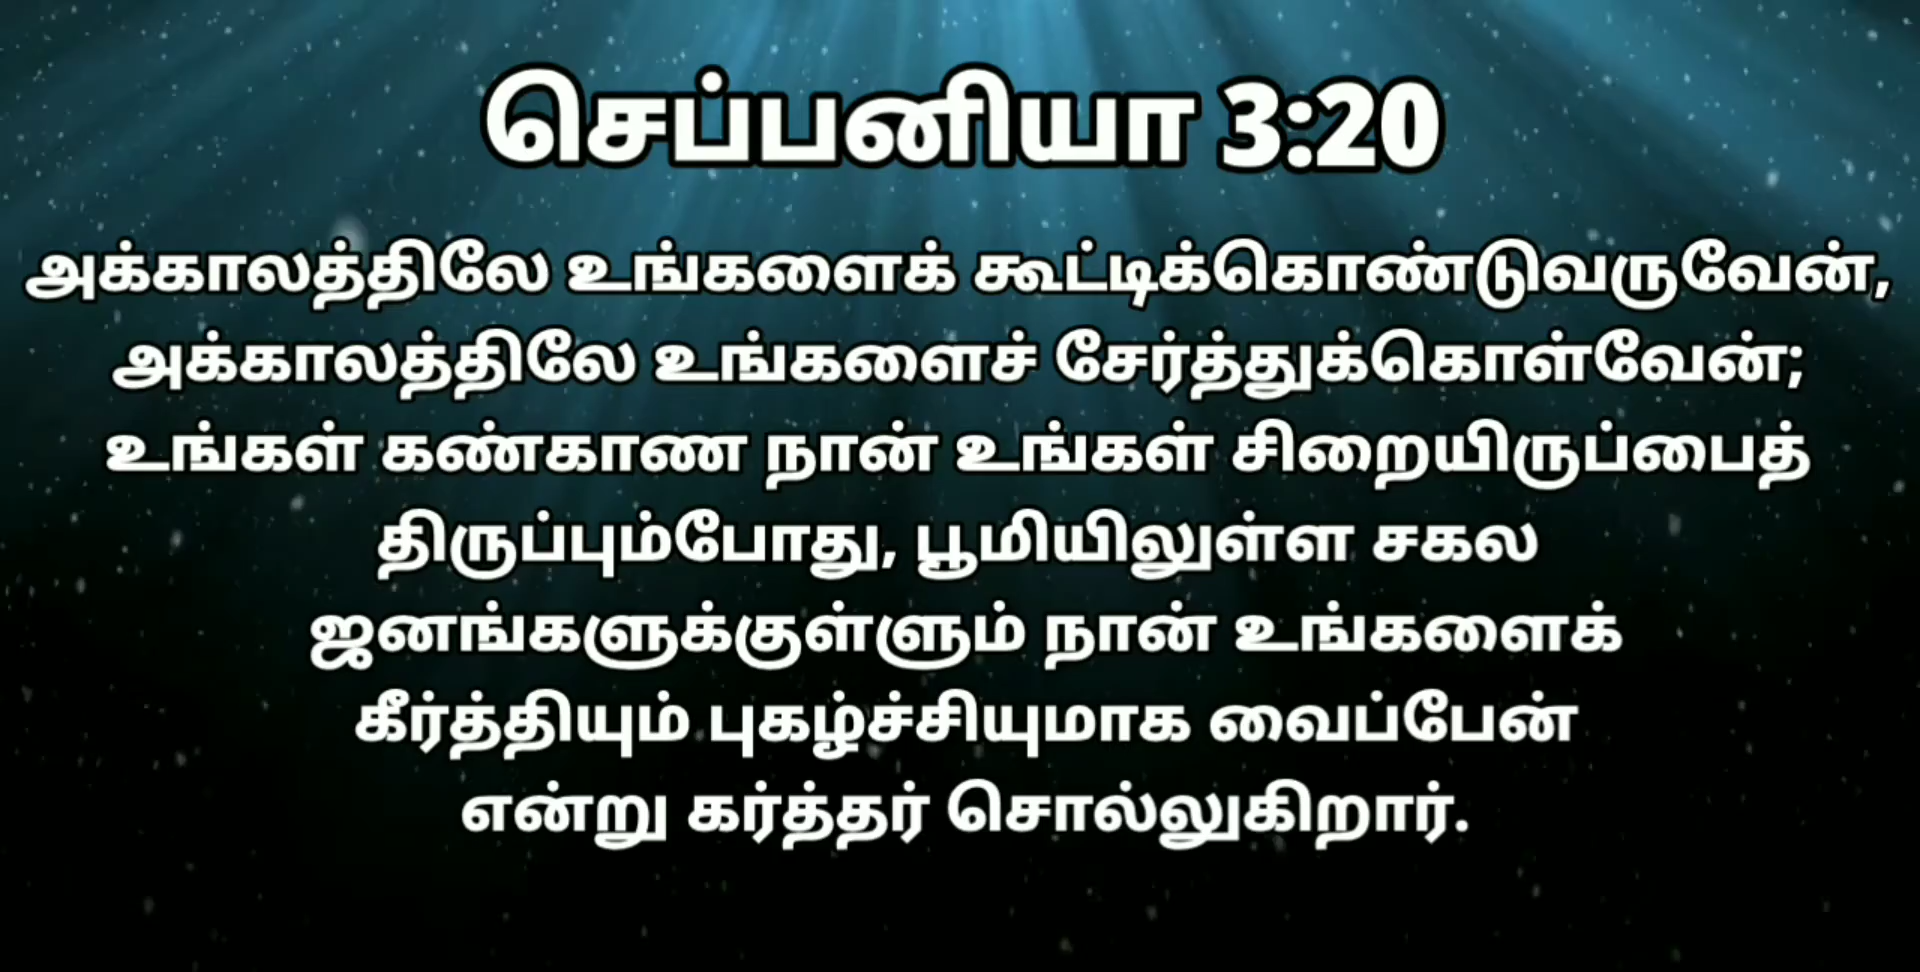 செப்பனியா 3:20
அக்காலத்திலே உங்களைக் கூட்டிக்கொண்டுவருவேன்,
அக்காலத்திலே உங்களைச் சேர்த்துக்கொள்வேன்;
உங்கள் கண்காண நான் உங்கள் சிறையிருப்பைத்
திருப்பும்போது, பூமியிலுள்ள சகல
ஜனங்களுக்குள்ளும் நான் உங்களைக்
கீர்த்தியும் புகழ்ச்சியுமாக வைப்பேன்
என்று கர்த்தர் சொல்லுகிறார்.